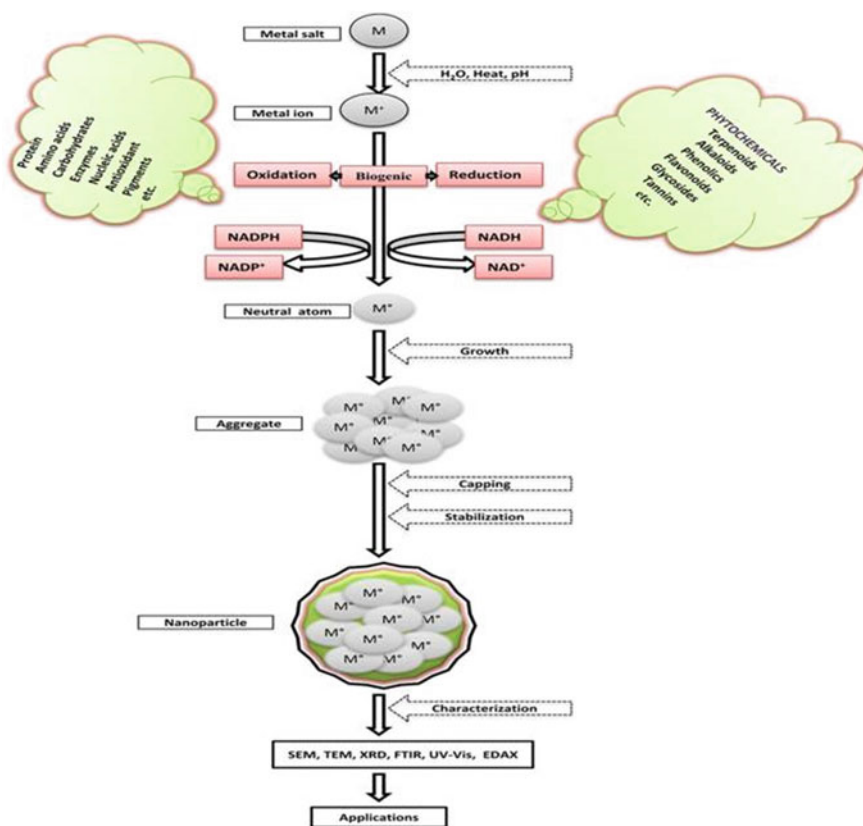 Metal salt
M
H₂O, Heat, pH
Metal ion
M⁺
Protein
Amino acids
Carbohydrates
Enzymes
Nucleic acids
Antioxidant
Pigments
etc.
PHYTOCHEMICALS
Terpenoids
Alkaloids
Phenolics
Flavonoids
Glycosides
Tannins
etc.
Oxidation
Biogenic
Reduction
NADPH
NADP⁺
NADH
NAD⁺
Neutral atom
M°
Growth
Aggregate
M°
M°
M°
M°
M°
M°
M°
M°
M
M°
Capping
Stabilization
Nanoparticle
M°
M°
M°
M°
M°
M°
M°
M°
M°
M°
M°
Characterization
SEM, TEM, XRD, FTIR, UV-Vis, EDAX
Applications